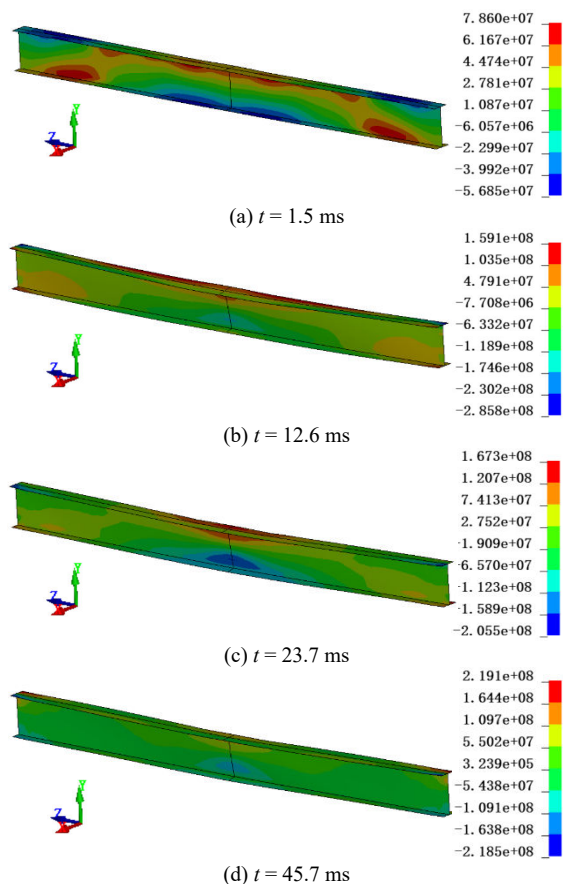 7.860e+07
6.167e+07
4.474e+07
2.781e+07
1.087e+07
-6.057e+06
-2.299e+07
-3.992e+07
-5.685e+07
Y
Z
(a) t = 1.5 ms
1.591e+08
1.035e+08
4.791e+07
-7.708e+06
-6.332e+07
-1.189e+08
-1.746e+08
-2.302e+08
-2.858e+08
Y
Z
(b) t = 12.6 ms
1.673e+08
1.207e+08
7.413e+07
2.752e+07
-1.909e+07
-6.570e+07
-1.123e+08
-1.589e+08
-2.055e+08
Y
Z
(c) t = 23.7 ms
2.191e+08
1.644e+08
1.097e+08
5.502e+07
3.239e+05
-5.438e+07
-1.091e+08
-1.638e+08
-2.185e+08
Y
Z
(d) t = 45.7 ms